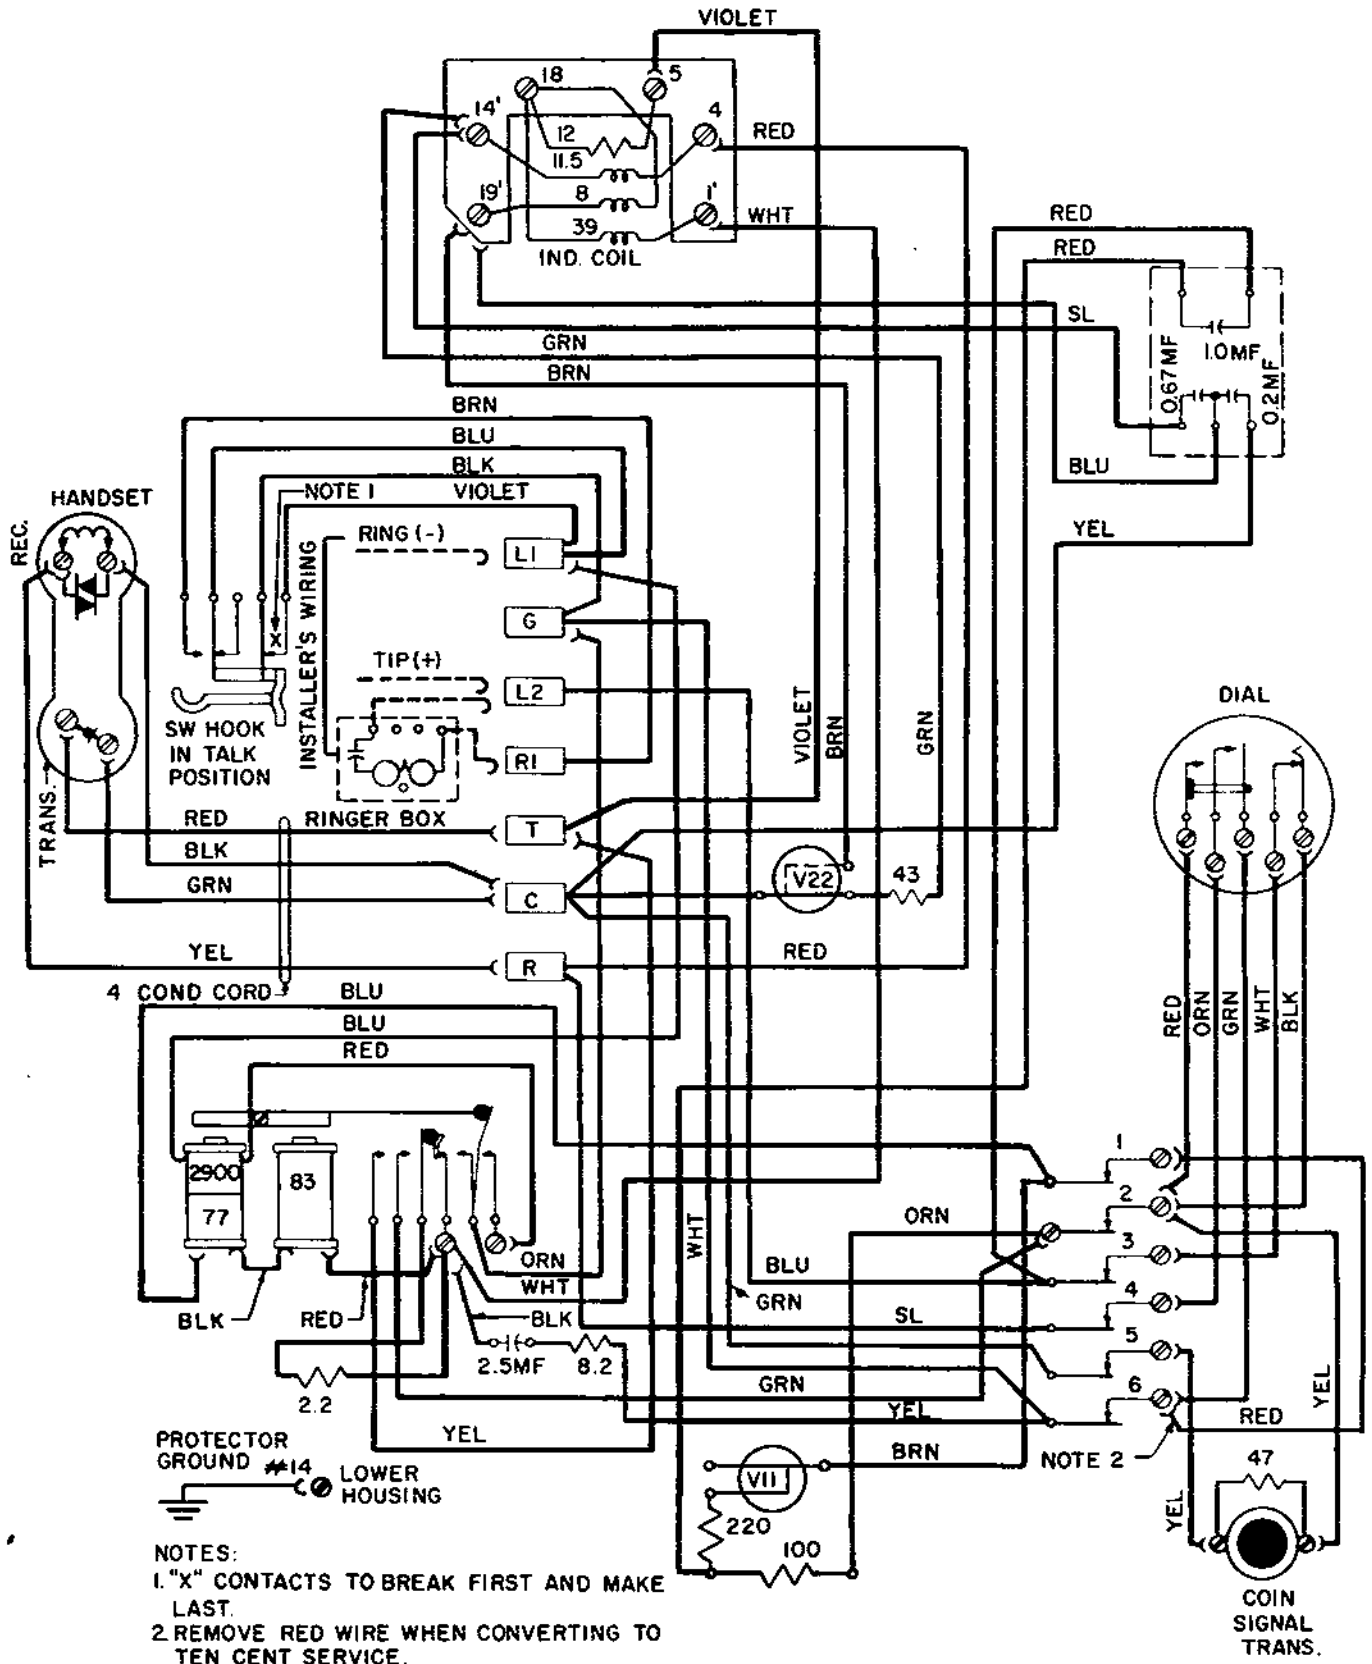 VIOLET
18
5
14'
4
12
RED
11.5
19'
8
1'
WHT
39
IND. COIL
RED
RED
SL
GRN
1.0MF
BRN
0.67MF
0.2MF
BRN
BLU
BLK
BLU
NOTE 1
VIOLET
HANDSET
REC.
RING (-)
L1
YEL
INSTALLER'S WIRING
X
G
TIP (+)
L2
VIOLET
BRN
GRN
DIAL
SW HOOK
IN TALK
POSITION
R1
TRANS.
RED
RINGER BOX
T
BLK
GRN
C
V22
43
YEL
R
RED
4 COND CORD
BLU
BLU
RED
RED
ORN
GRN
WHT
BLK
2900
77
83
1
2
ORN
WHT
3
ORN
BLU
WHT
GRN
4
BLK
RED
BLK
SL
5
2.5MF
8.2
GRN
6
2.2
YEL
YEL
RED
YEL
BRN
NOTE 2
47
PROTECTOR
GROUND #14
LOWER
HOUSING
V11
YEL
220
100
NOTES:
1. "X" CONTACTS TO BREAK FIRST AND MAKE
LAST.
2. REMOVE RED WIRE WHEN CONVERTING TO
TEN CENT SERVICE.
COIN
SIGNAL
TRANS.